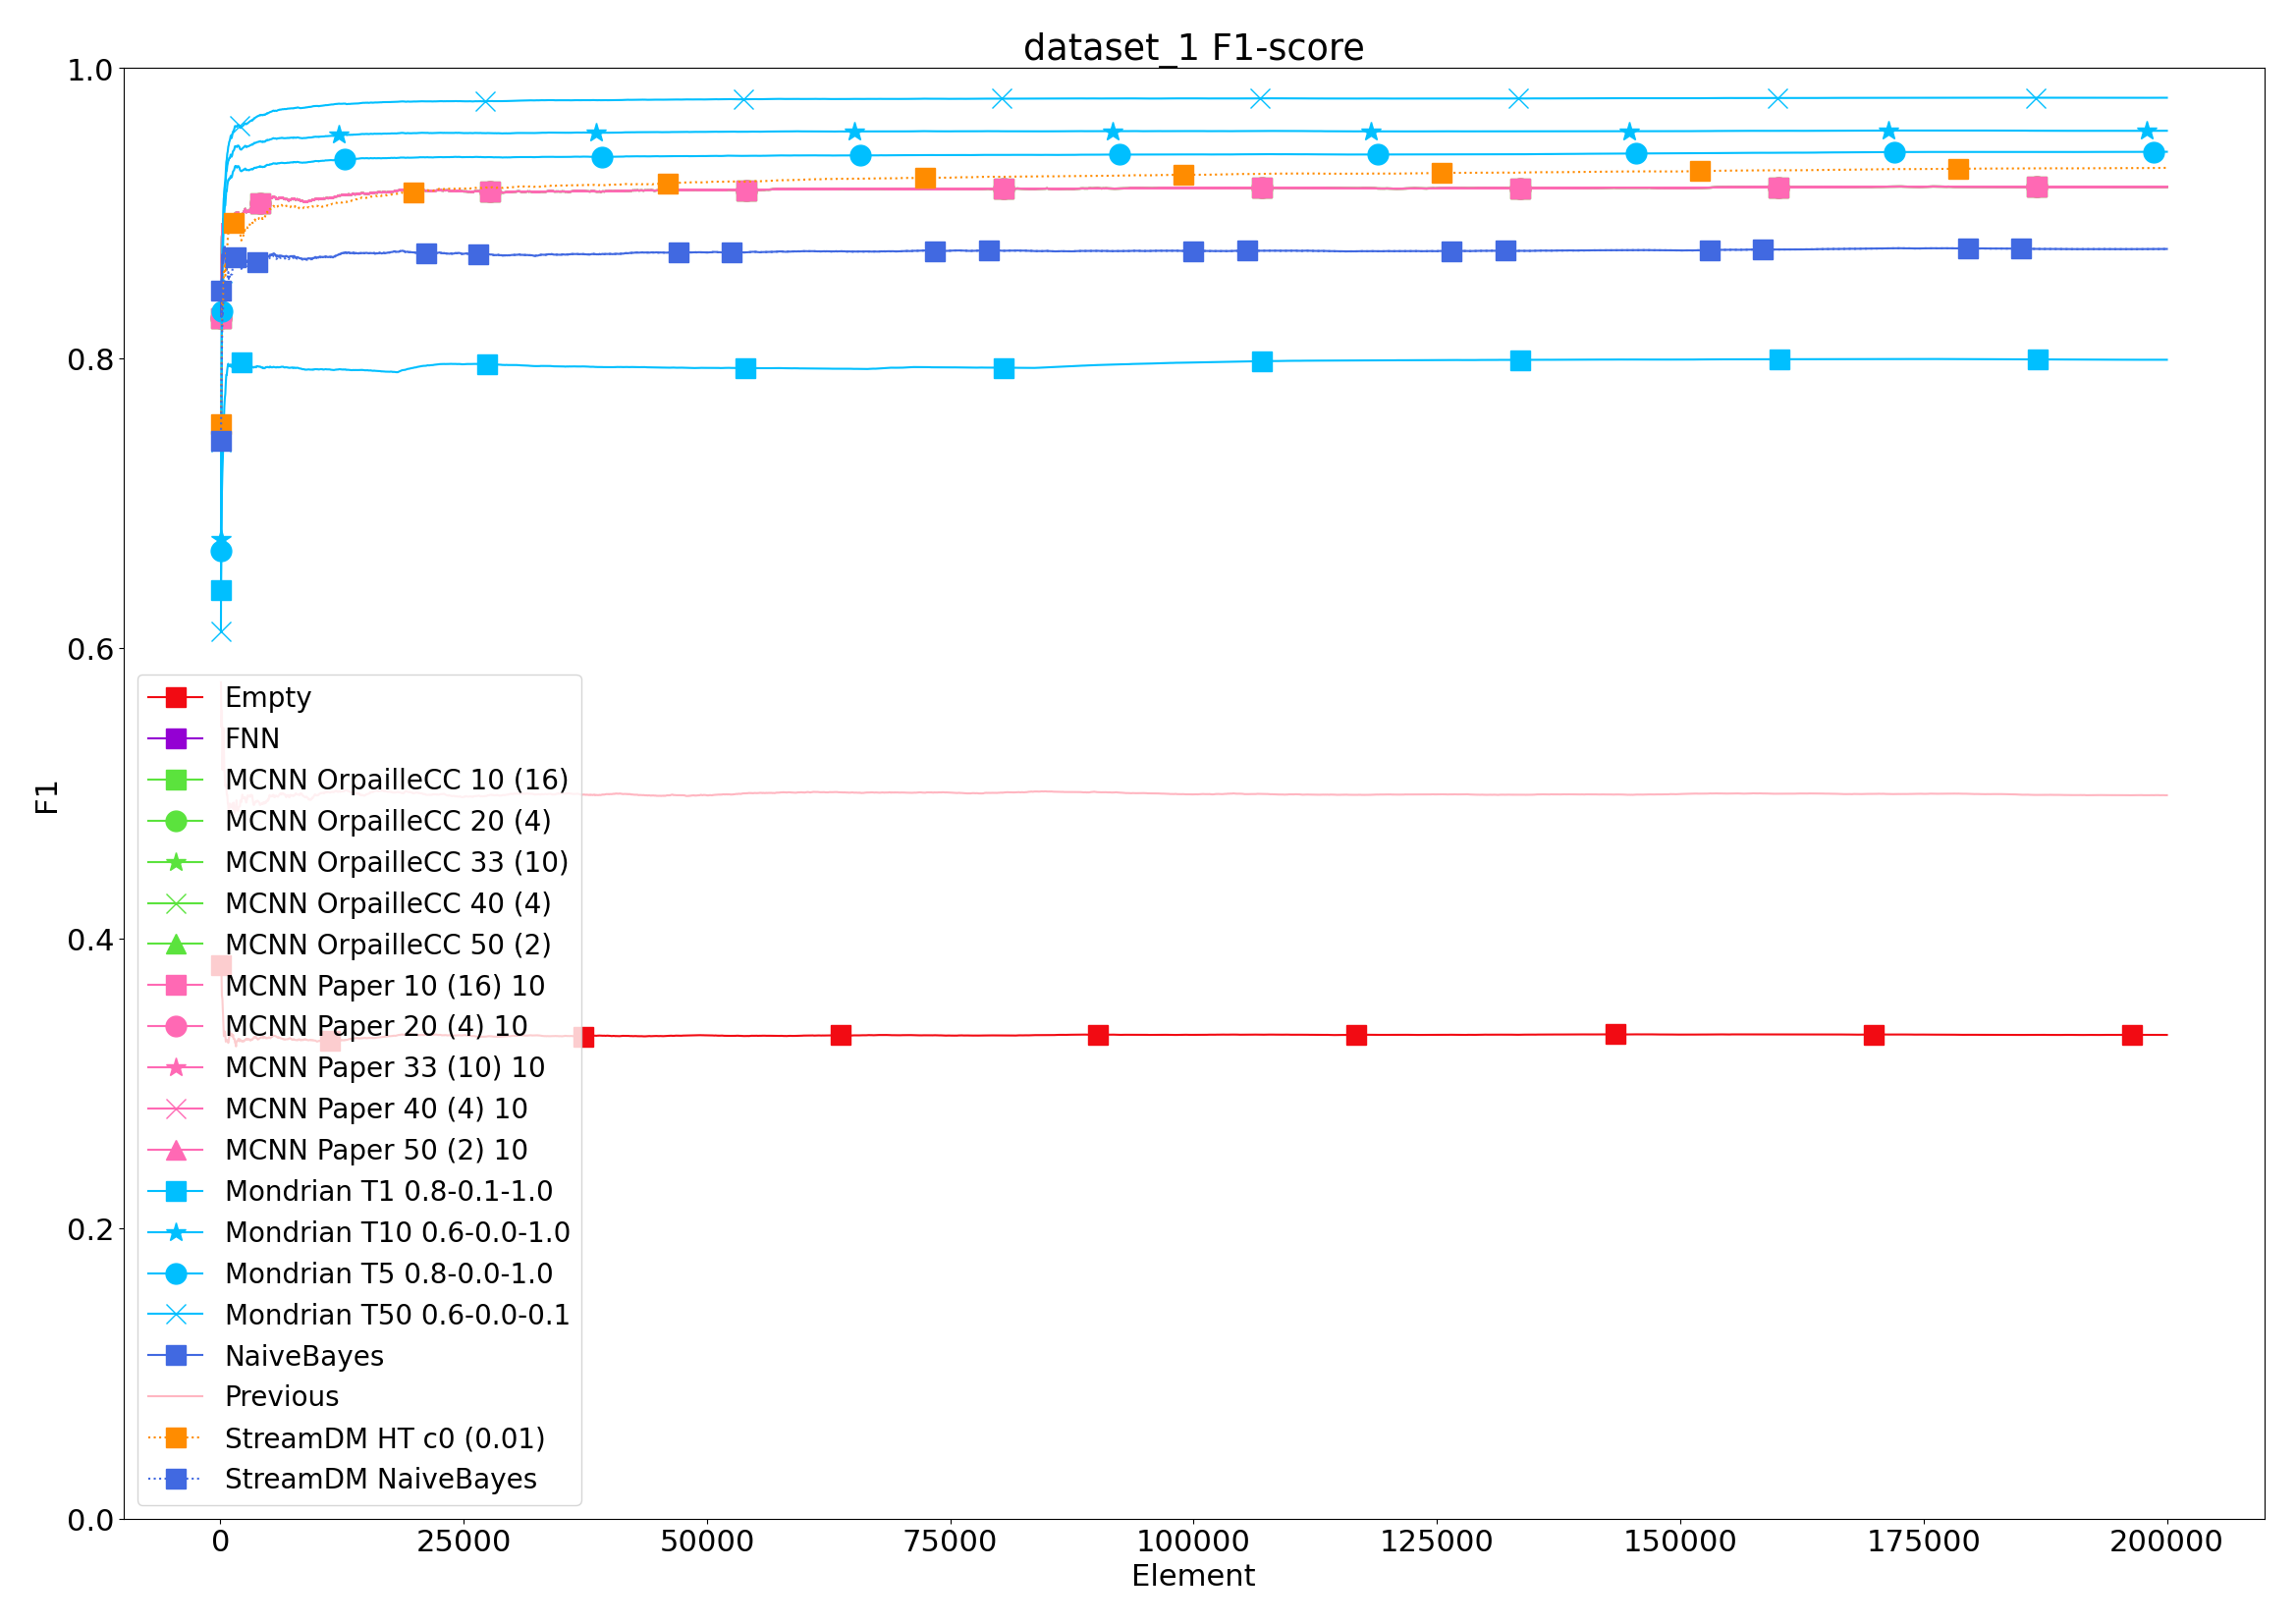 dataset_1 F1-score
1.0
0.8
0.6
0.4
0.2
0.0
F1
Empty
FNN
MCNN OrpailleCC 10 (16)
MCNN OrpailleCC 20 (4)
MCNN OrpailleCC 33 (10)
MCNN OrpailleCC 40 (4)
MCNN OrpailleCC 50 (2)
MCNN Paper 10 (16) 10
MCNN Paper 20 (4) 10
MCNN Paper 33 (10) 10
MCNN Paper 40 (4) 10
MCNN Paper 50 (2) 10
Mondrian T1 0.8-0.1-1.0
Mondrian T10 0.6-0.0-1.0
Mondrian T5 0.8-0.0-1.0
Mondrian T50 0.6-0.0-0.1
NaiveBayes
Previous
StreamDM HT c0 (0.01)
StreamDM NaiveBayes
0 25000 50000 75000 100000 125000 150000 175000 200000
Element